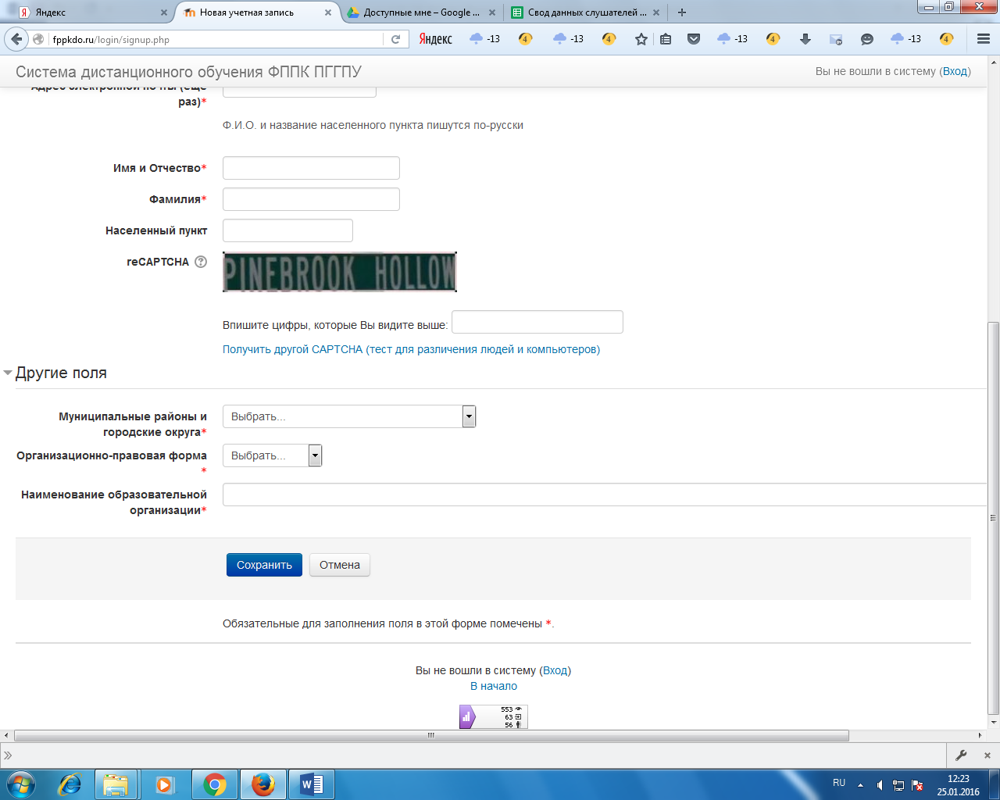 Яндекс
Новая учетная запись
Доступные мне – Google ...
Свод данных слушателей ...
fppkdo.ru/login/signup.php
Яндекс
-13
4
-13
4
-13
4
-13
4
Система дистанционного обучения ФППК ПГГПУ
Вы не вошли в систему (Вход)
Адрес электронной почты (еще
раз)*
Ф.И.О. и название населенного пункта пишутся по-русски
Имя и Отчество*
Фамилия*
Населенный пункт
reCAPTCHA ?
PINEBROOK HOLLOW
Впишите цифры, которые Вы видите выше:
Получить другой CAPTCHA (тест для различения людей и компьютеров)
Другие поля
Муниципальные районы и
городские округа*
Выбрать...
Организационно-правовая форма
*
Выбрать...
Наименование образовательной
организации*
Сохранить
Отмена
Обязательные для заполнения поля в этой форме помечены *.
Вы не вошли в систему (Вход)
В начало
553
63
56
RU
12:23
25.01.2016